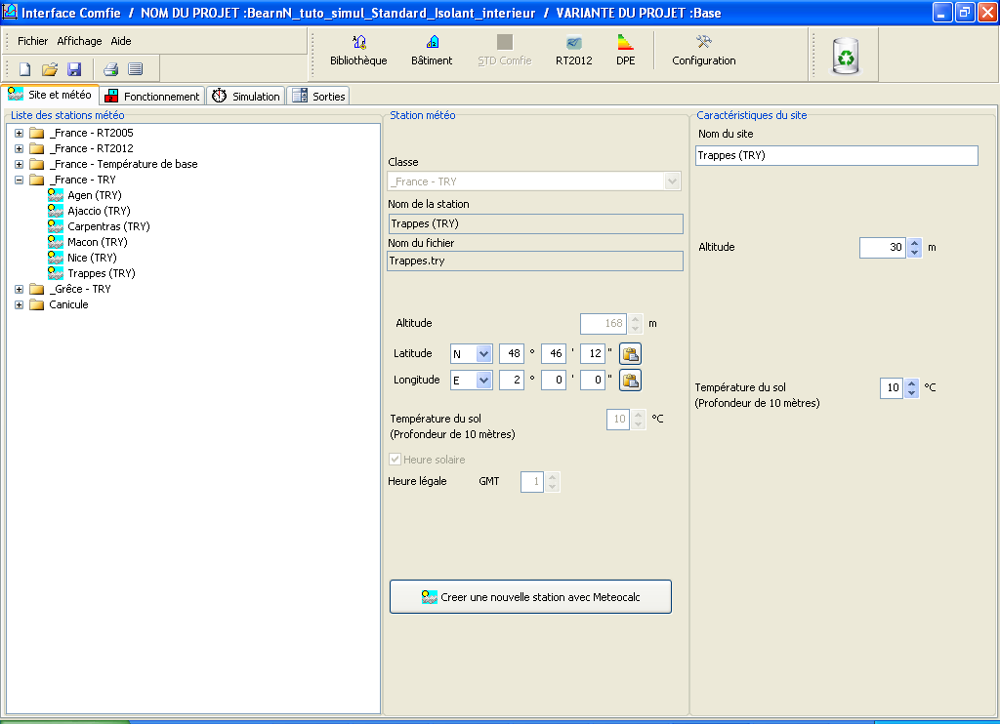 Interface Comfie / NOM DU PROJET :BearnN_tuto_simul_Standard_Isolant_interieur / VARIANTE DU PROJET :Base
Fichier Affichage Aide
Bibliothèque Bâtiment STD Comfie RT2012 DPE Configuration
Site et météo Fonctionnement Simulation Sorties
Liste des stations météo
_France - RT2005
_France - RT2012
_France - Température de base
_France - TRY
Agen (TRY)
Ajaccio (TRY)
Carpentras (TRY)
Macon (TRY)
Nice (TRY)
Trappes (TRY)
_Grêce - TRY
Canicule
Station météo
Classe
_France - TRY
Nom de la station
Trappes (TRY)
Nom du fichier
Trappes.try
Altitude 168 m
Latitude N 48 ° 46 ' 12 "
Longitude E 2 ° 0 ' 0 "
Température du sol 10 °C
(Profondeur de 10 mètres)
Heure solaire
Heure légale GMT 1
Creer une nouvelle station avec Meteocalc
Caractéristiques du site
Nom du site
Trappes (TRY)
Altitude 30 m
Température du sol 10 °C
(Profondeur de 10 mètres)